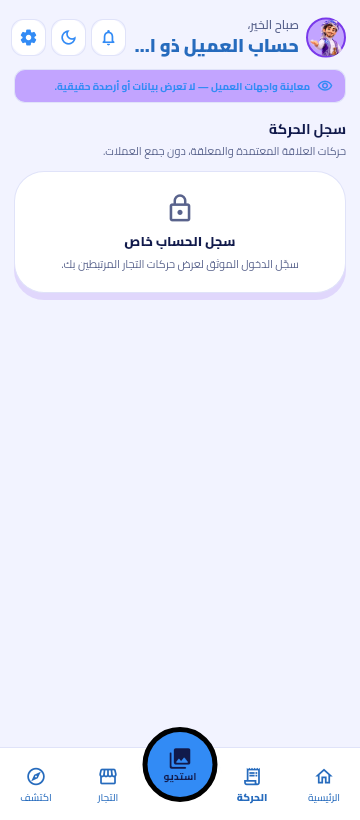 صباح الخير،
حساب العميل ذو ا...
معاينة واجهات العميل — لا تعرض بيانات أو أرصدة حقيقية.
سجل الحركة
حركات العلاقة المعتمدة والمعلقة، دون جمع العملات.
سجل الحساب خاص
سجّل الدخول الموثق لعرض حركات التجار المرتبطين بك.
الرئيسية
الحركة
استديو
التجار
اكتشف